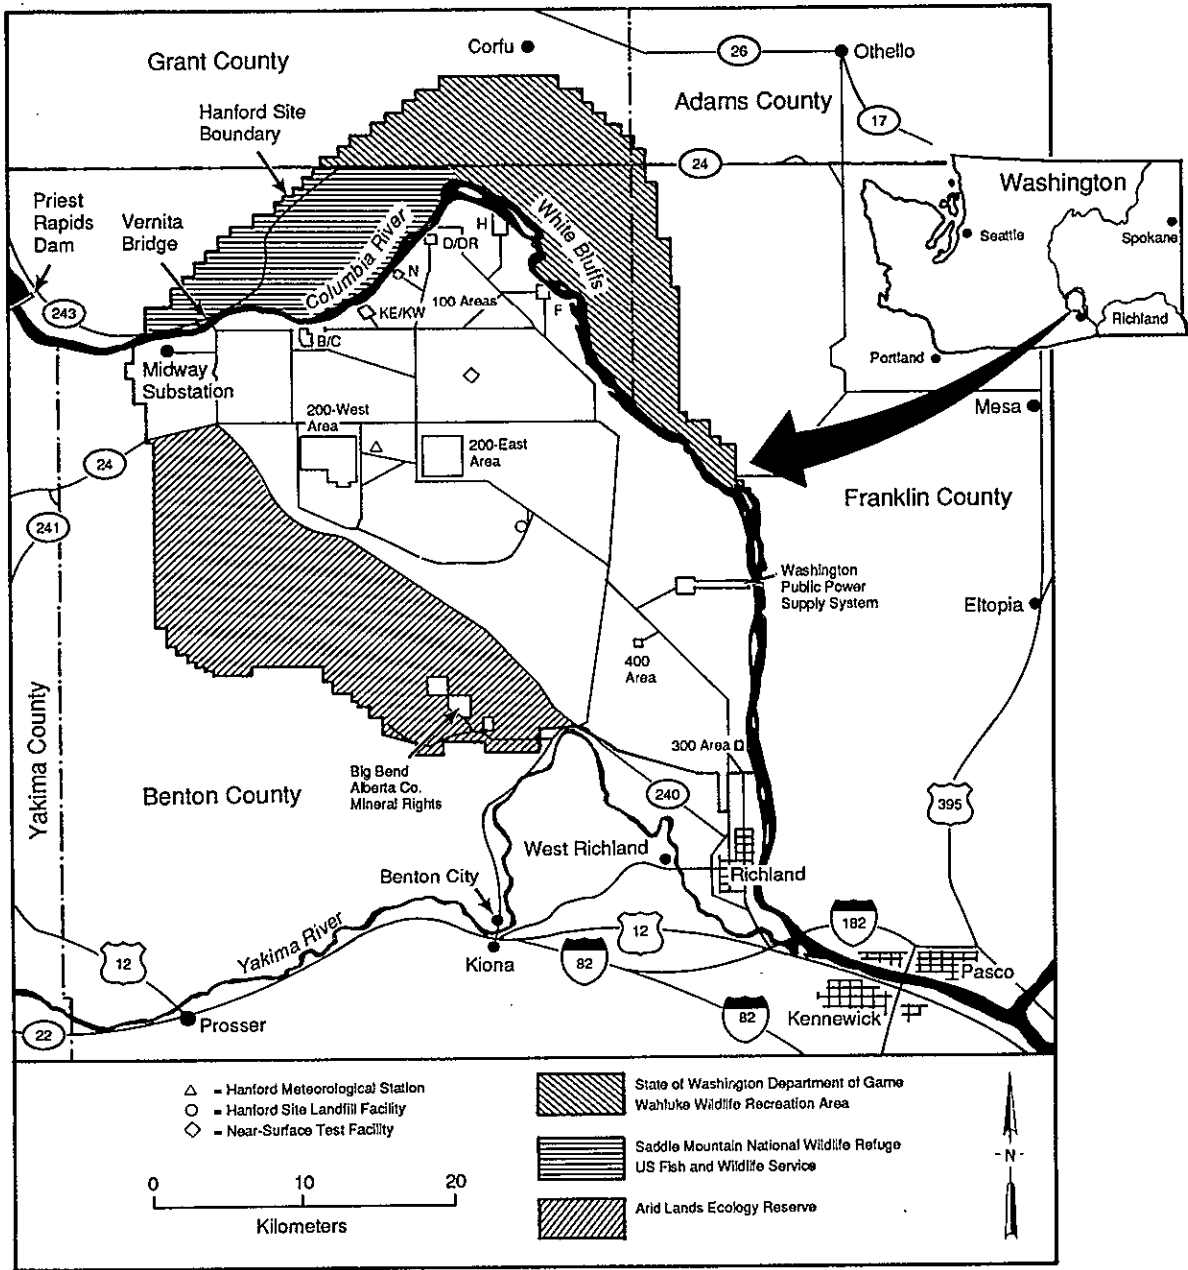 Grant County
Corfu
26
Othello
Adams County
17
Hanford Site
Boundary
24
Washington
Seattle
Spokane
Richland
Portland
Priest
Rapids
Dam
Vernita
Bridge
Columbia River
White Bluffs
H
D/DR
N
100 Areas
KE/KW
F
B/C
243
Midway
Substation
Mesa
200-West
Area
200-East
Area
24
Franklin County
241
Washington
Public Power
Supply System
Eltopia
400
Area
300 Area
Yakima County
Big Bend
Alberta Co.
Mineral Rights
Benton County
240
395
West Richland
Richland
Benton City
Yakima River
12
12
182
Kiona
82
Pasco
82
Kennewick
Prosser
22
= Hanford Meteorological Station
= Hanford Site Landfill Facility
= Near-Surface Test Facility
0 10 20
Kilometers
State of Washington Department of Game
Wahluke Wildlife Recreation Area
Saddle Mountain National Wildlife Refuge
US Fish and Wildlife Service
Arid Lands Ecology Reserve
N